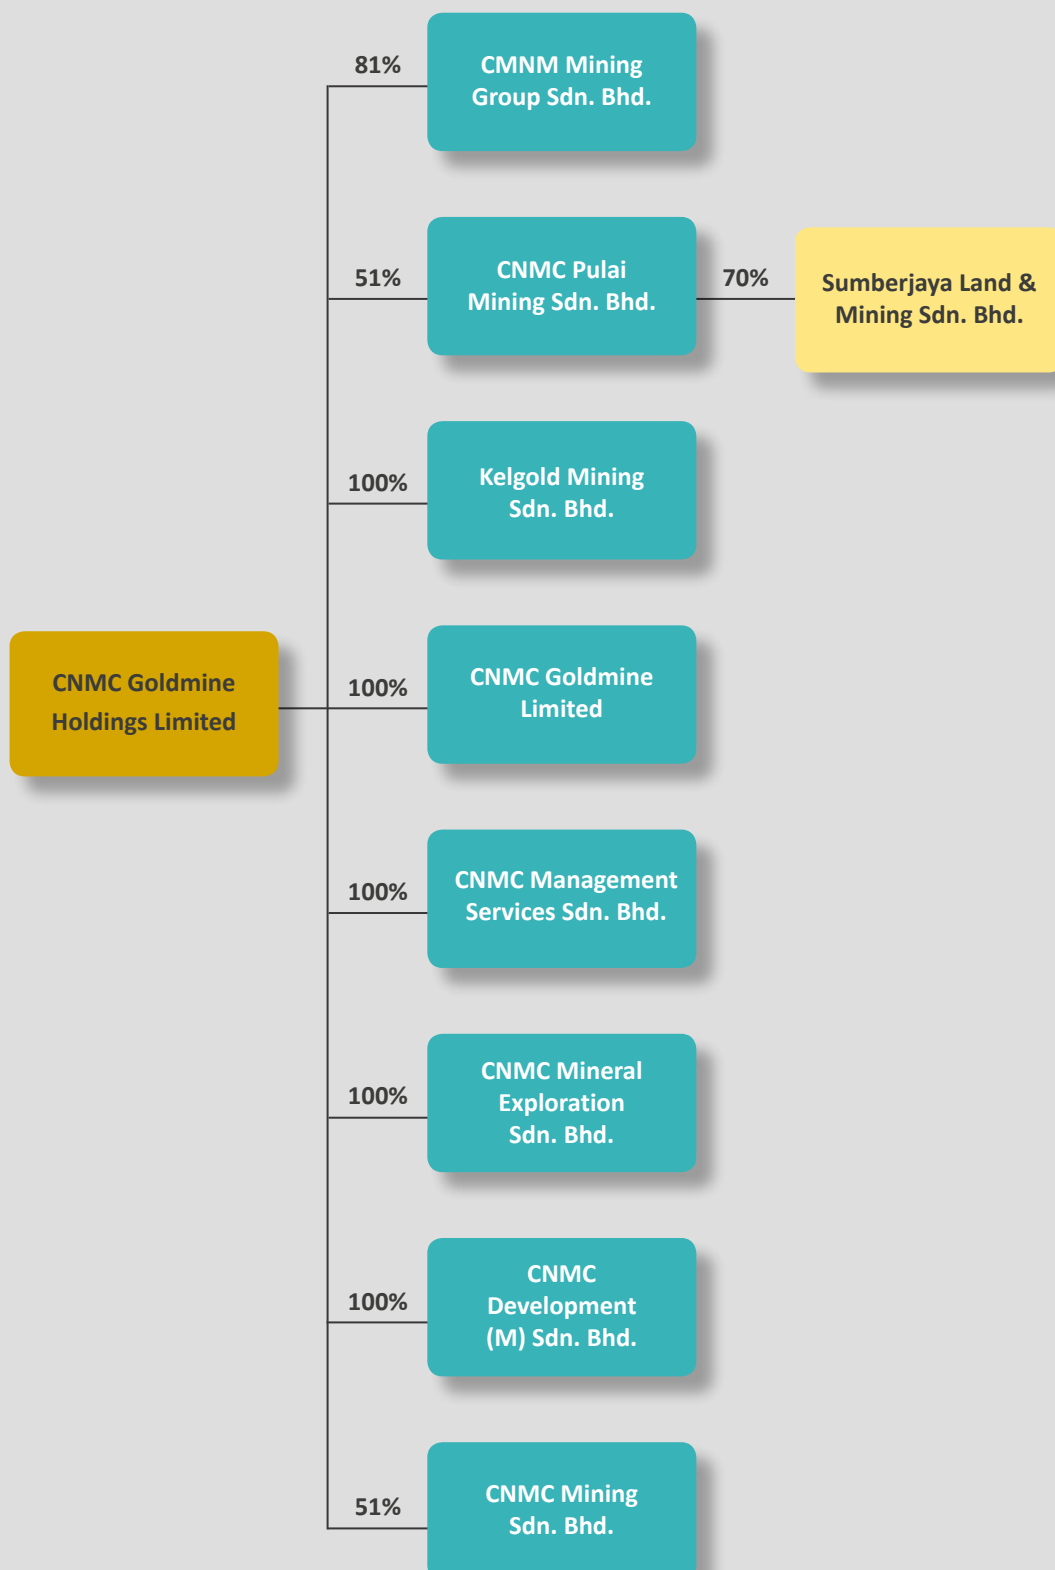 81%
CMNM Mining
Group Sdn. Bhd.
51%
CNMC Pulai
Mining Sdn. Bhd.
70%
Sumberjaya Land &
Mining Sdn. Bhd.
100%
Kelgold Mining
Sdn. Bhd.
CNMC Goldmine
Holdings Limited
100%
CNMC Goldmine
Limited
100%
CNMC Management
Services Sdn. Bhd.
100%
CNMC Mineral
Exploration
Sdn. Bhd.
100%
CNMC
Development
(M) Sdn. Bhd.
51%
CNMC Mining
Sdn. Bhd.